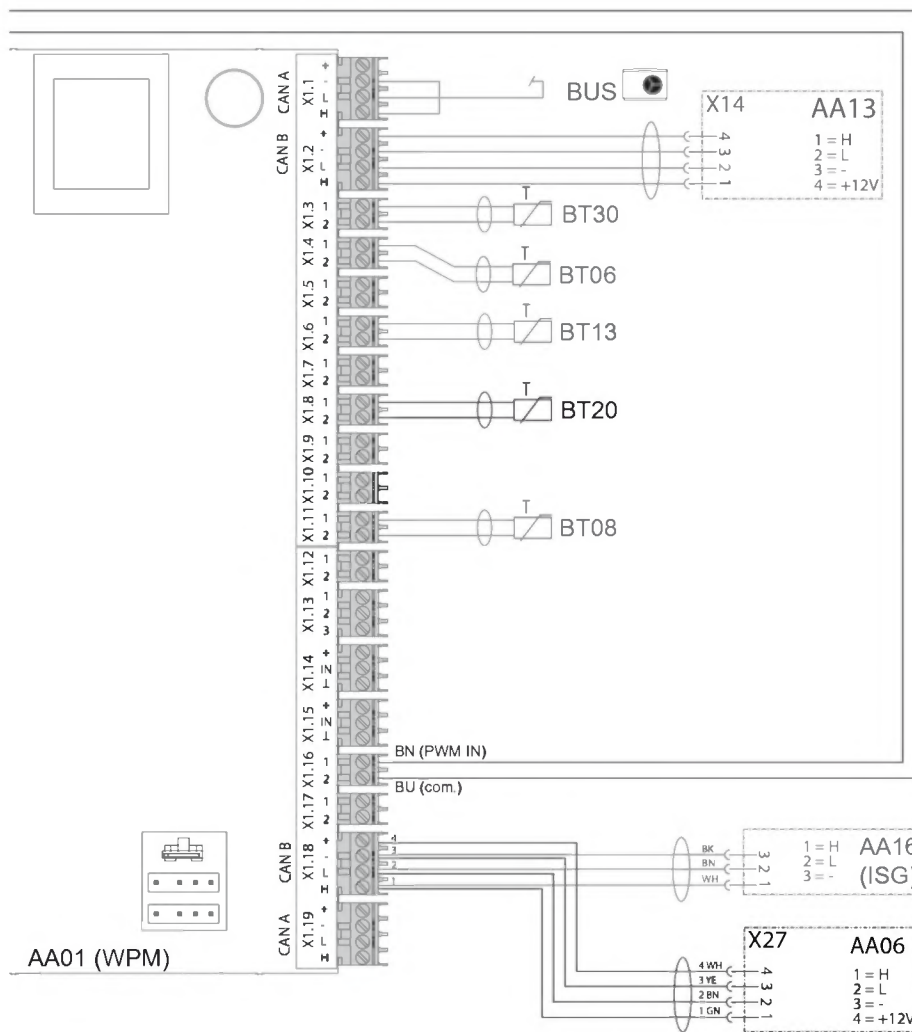 CAN A
X1.1
+
-
L
H
BUS
CAN B
X1.2
+
-
L
H
X14
AA13
4
3
2
1
1 = H
2 = L
3 = -
4 = +12V
X1.3
1
2
T
BT30
X1.4
1
2
T
BT06
X1.5
1
2
X1.6
1
2
T
BT13
X1.7
1
2
X1.8
1
2
T
BT20
X1.9
1
2
X1.10
1
2
X1.11
1
2
T
BT08
X1.12
1
2
X1.13
1
2
3
X1.14
+
IN
⊥
X1.15
+
IN
⊥
BN (PWM IN)
X1.16
1
2
BU (com.)
X1.17
1
2
CAN B
X1.18
+
-
L
H
4
3
2
1
BK
BN
WH
3
2
1
1 = H
2 = L
3 = -
AA16
(ISG)
CAN A
X1.19
+
-
L
H
AA01 (WPM)
X27
AA06
4 WH
3 YE
2 BN
1 GN
4
3
2
1
1 = H
2 = L
3 = -
4 = +12V